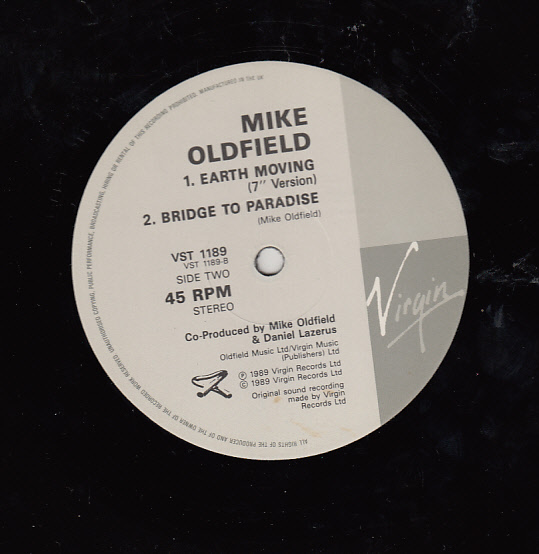 MIKE
OLDFIELD
1. EARTH MOVING
(7" Version)
2. BRIDGE TO PARADISE
(Mike Oldfield)
VST 1189
VST 1189-B
SIDE TWO
45 RPM
STEREO
Co-Produced by Mike Oldfield
& Daniel Lazerus
Oldfield Music Ltd/Virgin Music
(Publishers) Ltd
℗ 1989 Virgin Records Ltd
© 1989 Virgin Records Ltd
Original sound recording
made by Virgin
Records Ltd
Virgin
ALL RIGHTS OF THE PRODUCER AND OF THE OWNER OF THE RECORDED WORK RESERVED. UNAUTHORISED COPYING, PUBLIC PERFORMANCE, BROADCASTING, HIRING OR RENTAL OF THIS RECORDING PROHIBITED. MANUFACTURED IN THE UK